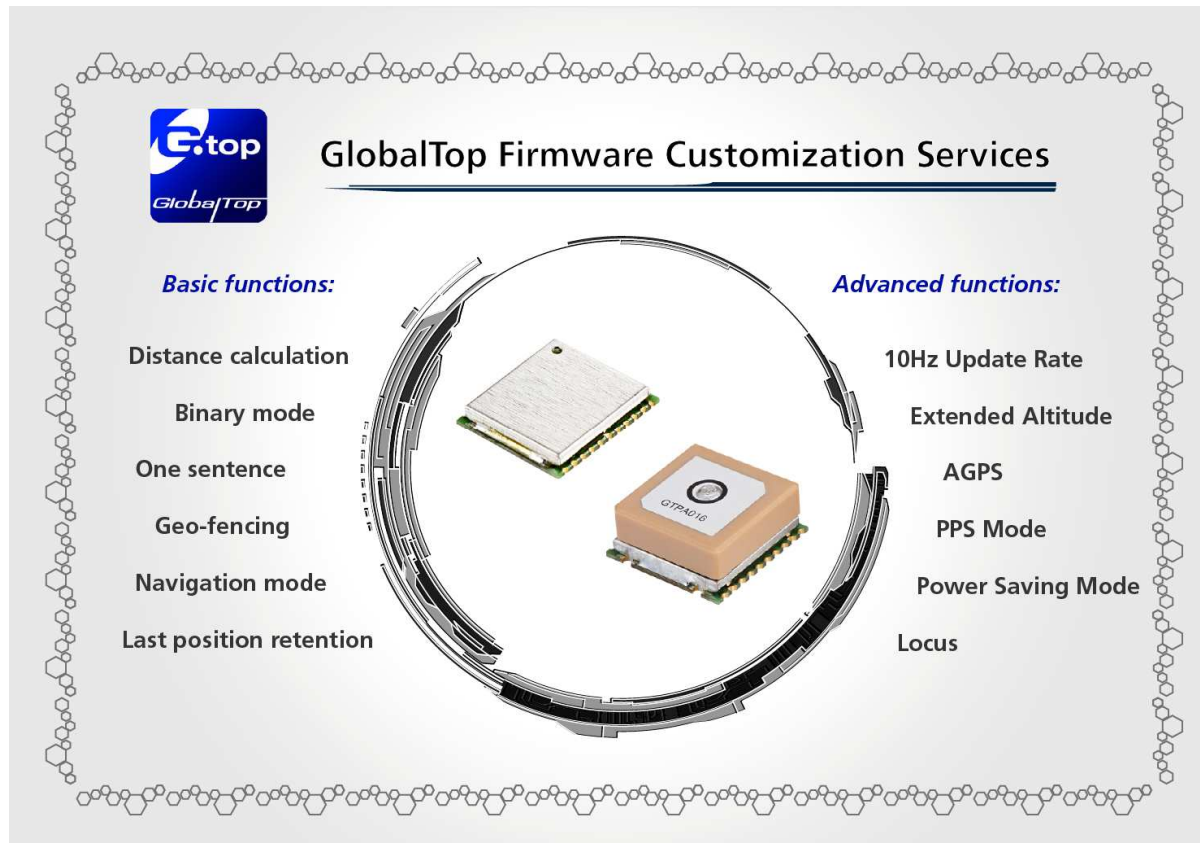 G.top
GlobalTop
GlobalTop Firmware Customization Services
Basic functions:
Distance calculation
Binary mode
One sentence
Geo-fencing
Navigation mode
Last position retention
GTPA016
Advanced functions:
10Hz Update Rate
Extended Altitude
AGPS
PPS Mode
Power Saving Mode
Locus